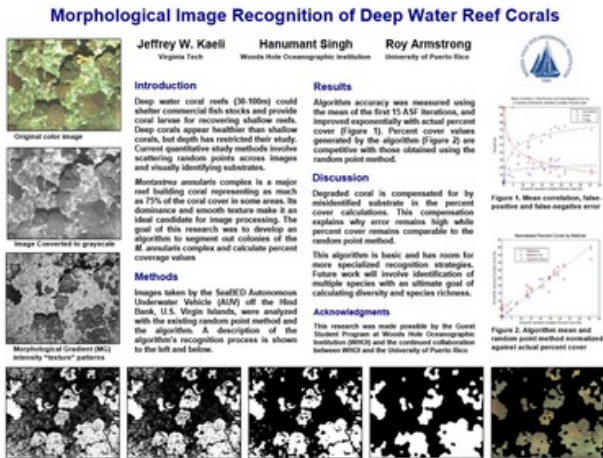 Morphological Image Recognition of Deep Water Reef Corals
Jeffrey W. Kaeli
Virginia Tech
Hanumant Singh
Woods Hole Oceanographic Institution
Roy Armstrong
University of Puerto Rico
Original color image
Image Converted to grayscale
Morphological Gradient (MG)
intensity "texture" patterns
Introduction
Deep water coral reefs (30-100m) could
shelter commercial fish stocks and provide
coral larvae for recovering shallow reefs.
Deep corals appear healthier than shallow
corals, but depth has restricted their study.
Current quantitative study methods involve
scattering random points across images
and visually identifying substrates.
Montastrea annularis complex is a major
reef building coral representing as much
as 75% of the coral cover in some areas. Its
dominance and smooth texture make it an
ideal candidate for image processing. The
goal of this research was to develop an
algorithm to segment out colonies of the
M. annularis complex and calculate percent
coverage values
Methods
Images taken by the SeaBED Autonomous
Underwater Vehicle (AUV) off the Hind
Bank, U.S. Virgin Islands, were analyzed
with the existing random point method and
the algorithm. A description of the
algorithm's recognition process is shown
to the left and below.
Results
Algorithm accuracy was measured using
the mean of the first 15 ASF iterations, and
improved exponentially with actual percent
cover (Figure 1). Percent cover values
generated by the algorithm (Figure 2) are
competitive with those obtained using the
random point method.
Discussion
Degraded coral is compensated for by
misidentified substrate in the percent
cover calculations. This compensation
explains why error remains high while
percent cover remains comparable to the
random point method.
This algorithm is basic and has room for
more specialized recognition strategies.
Future work will involve identification of
multiple species with an ultimate goal of
calculating diversity and species richness.
Acknowledgments
This research was made possible by the Guest
Student Program at Woods Hole Oceanographic
Institution (WHOI) and the continued collaboration
between WHOI and the University of Puerto Rico
Figure 1. Mean correlation, false-
positive and false-negative error
Normalized Percent Cover by Method
Figure 2. Algorithm mean and
random point method normalized
against actual percent cover